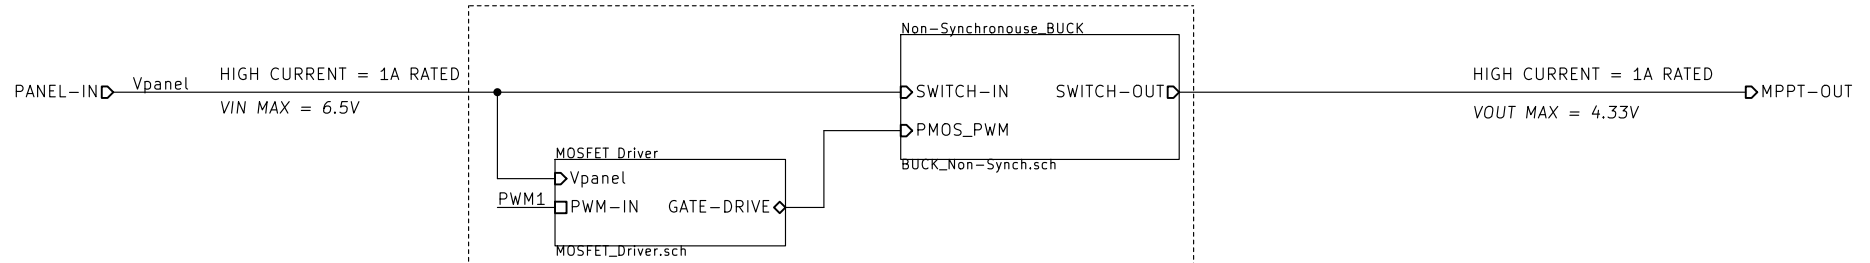 Non-Synchronouse_BUCK
HIGH CURRENT = 1A RATED
HIGH CURRENT = 1A RATED
PANEL-IN
Vpanel
SWITCH-IN
SWITCH-OUT
MPPT-OUT
VIN MAX = 6.5V
VOUT MAX = 4.33V
PMOS_PWM
MOSFET Driver
BUCK_Non-Synch.sch
Vpanel
PWM1
PWM-IN
GATE-DRIVE
MOSFET_Driver.sch